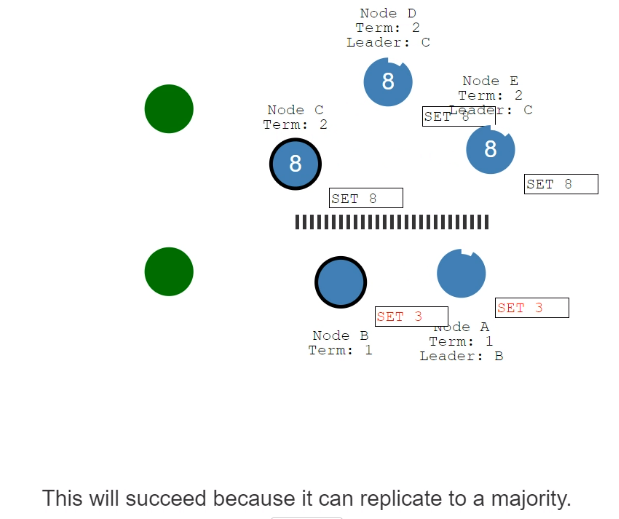 Node D
Term: 2
Leader: C
8
Node E
Term: 2
Leader: C
SET 8
8
SET 8
Node C
Term: 2
8
SET 8
SET 3
SET 3
Node B
Term: 1
Node A
Term: 1
Leader: B
This will succeed because it can replicate to a majority.